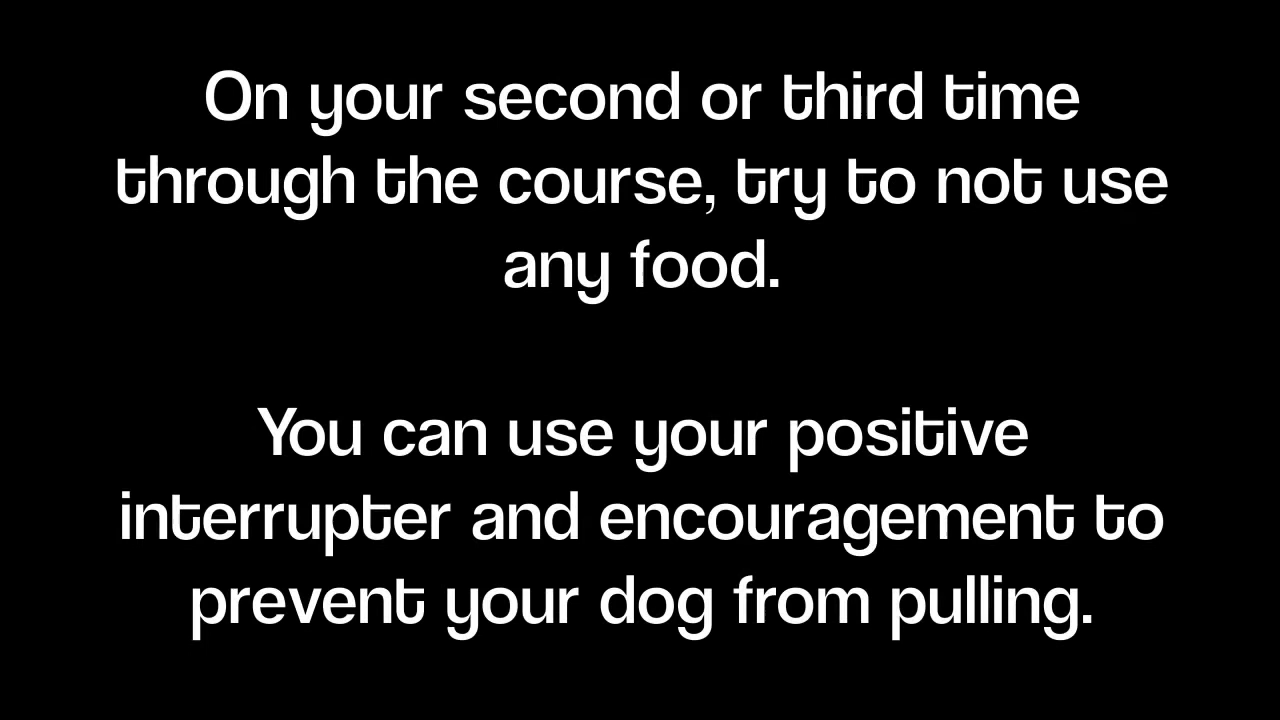 On your second or third time
through the course, try to not use
any food.
You can use your positive
interrupter and encouragement to
prevent your dog from pulling.